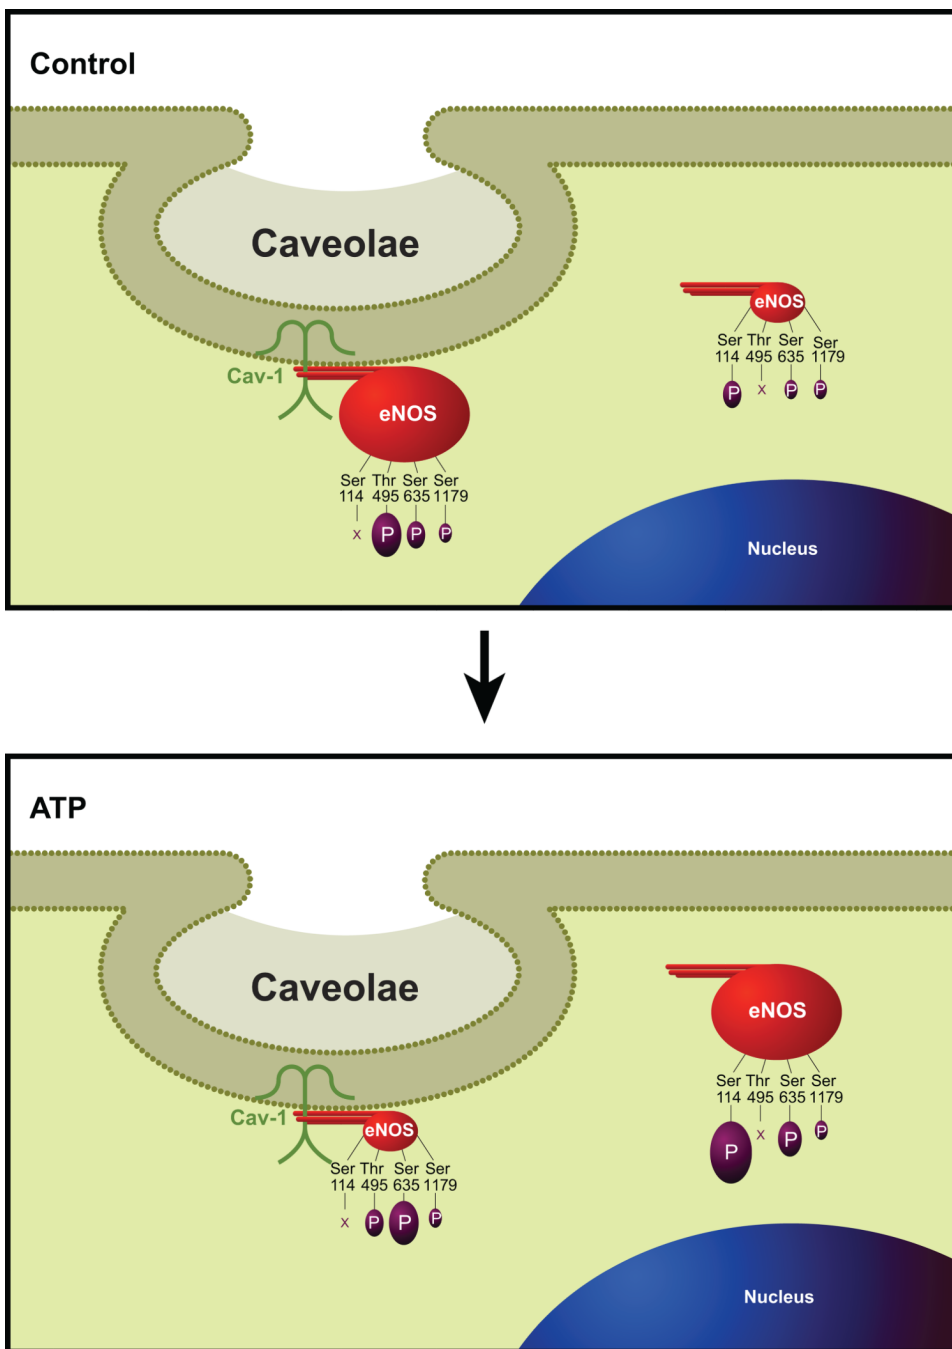 Control
Caveolae
Cav-1
eNOS
Ser Thr Ser Ser
114 495 635 1179
P x P P
eNOS
Ser Thr Ser Ser
114 495 635 1179
x P P P
Nucleus
ATP
Caveolae
eNOS
Ser Thr Ser Ser
114 495 635 1179
P x P P
Cav-1
eNOS
Ser Thr Ser Ser
114 495 635 1179
x P P P
Nucleus